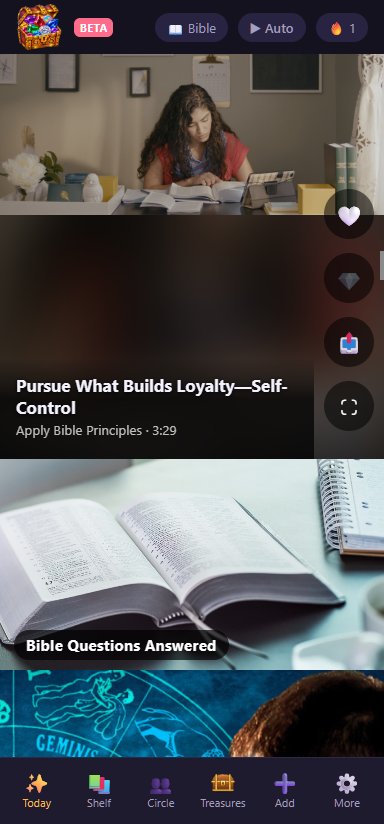 BETA
Bible
Auto
1
Pursue What Builds Loyalty—Self-
Control
Apply Bible Principles · 3:29
Bible Questions Answered
GEMINIS
Today
Shelf
Circle
Treasures
Add
More